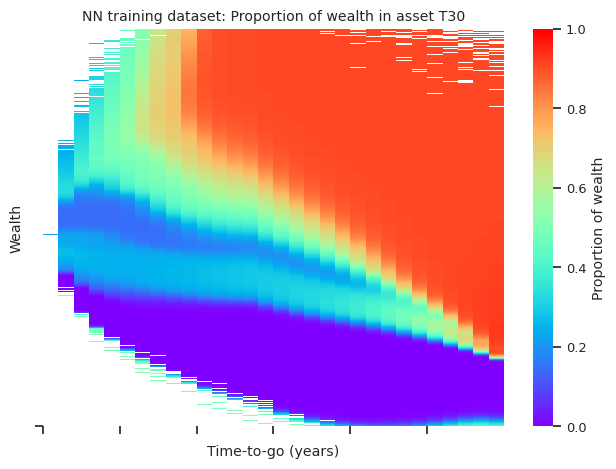 NN training dataset: Proportion of wealth in asset T30
Wealth
Time-to-go (years)
1.0
0.8
0.6
0.4
0.2
0.0
Proportion of wealth